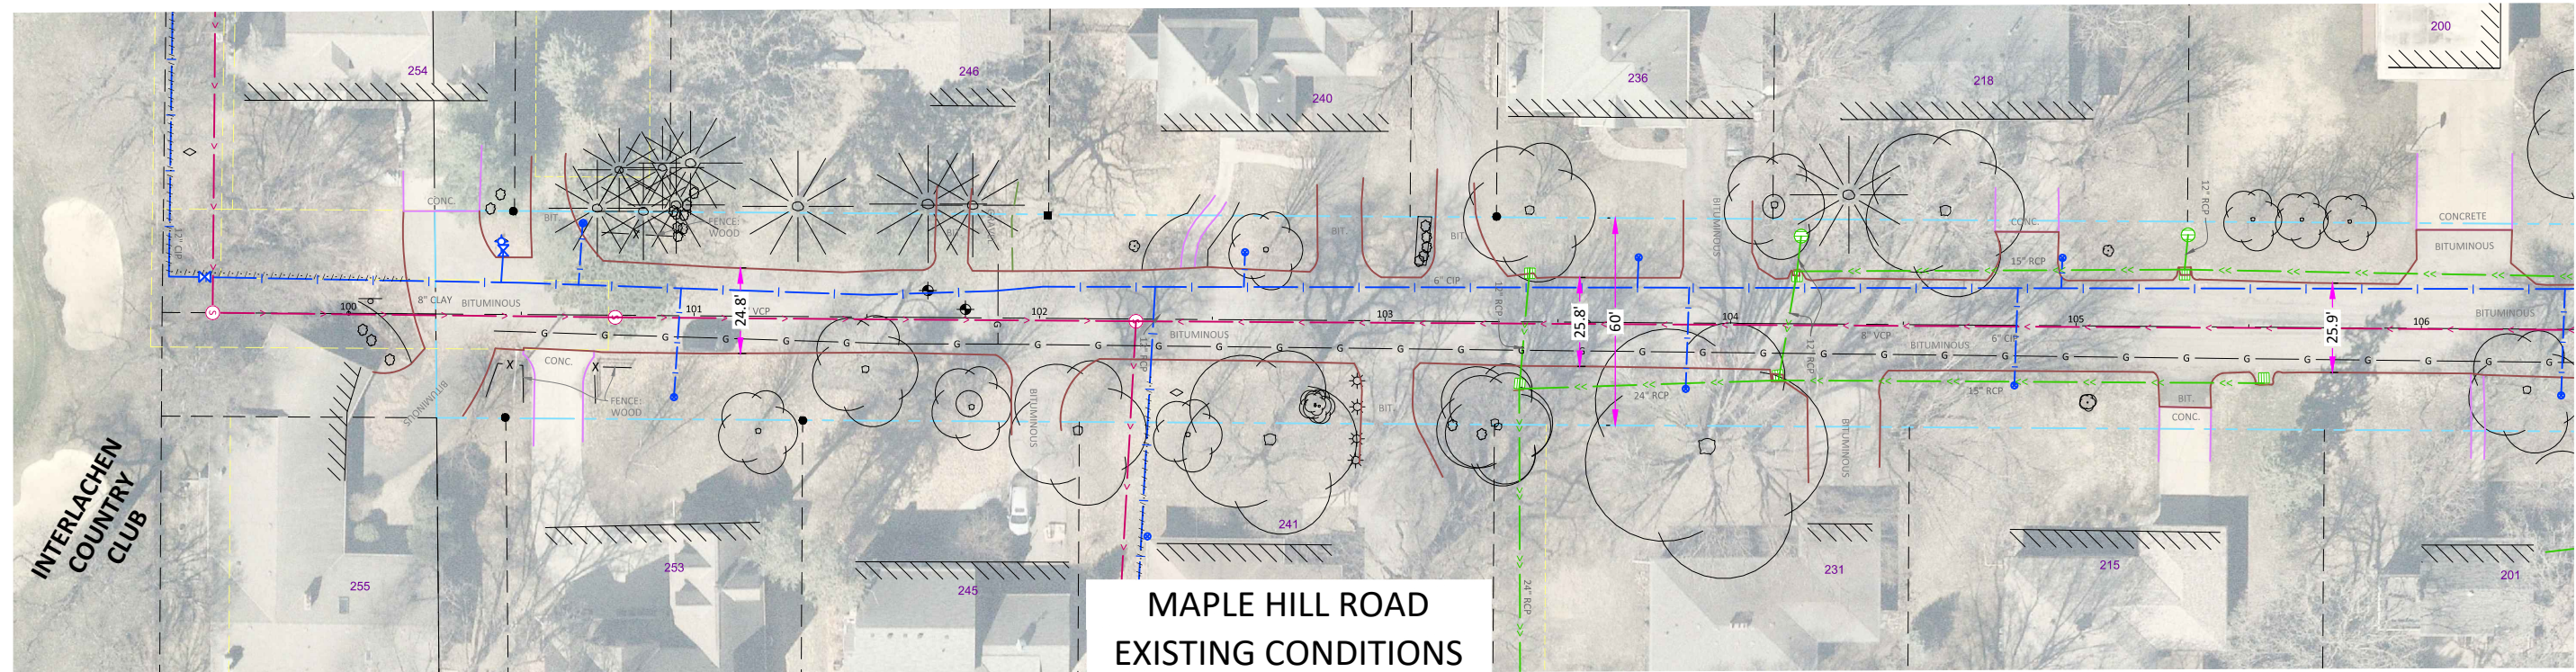 200
254
246
236
218
240
CONC.
12" RCP
BIT.
FENCE:
WOOD
BIT.
GRAVEL
BIT.
BIT.
BITUMINOUS
CONC.
CONCRETE
BITUMINOUS
12" CIP
15" RCP
6" CIP
12" RCP
8" CLAY
BITUMINOUS
100
101
102
103
104
105
106
24.8'
VCP
BITUMINOUS
25.8'
60'
8" VCP
BITUMINOUS
6" CIP
25.9'
BITUMINOUS
12" RCP
CONC.
FENCE:
WOOD
BITUMINOUS
BITUMINOUS
BIT.
24" RCP
15" RCP
BIT.
CONC.
BITUMINOUS
INTERLACHEN
COUNTRY
CLUB
255
253
245
241
231
215
201
24" RCP
MAPLE HILL ROAD
EXISTING CONDITIONS